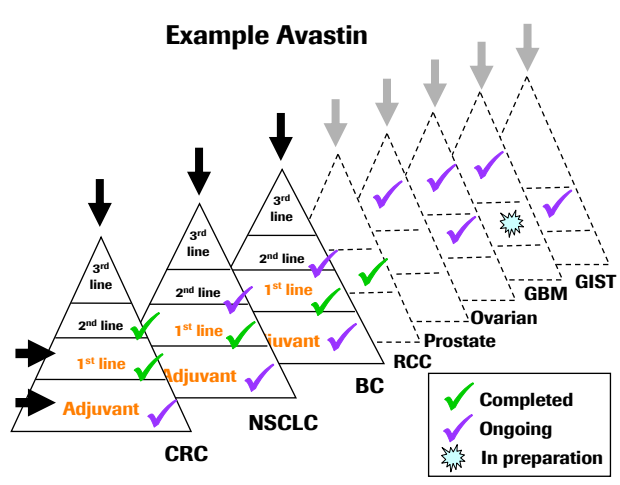 Example Avastin
3rd
line
2nd line
1st line
Adjuvant
CRC
3rd
line
2nd line
1st line
Adjuvant
NSCLC
3rd
line
2nd line
1st line
juvant
BC
RCC
Prostate
Ovarian
GBM
GIST
Completed
Ongoing
In preparation